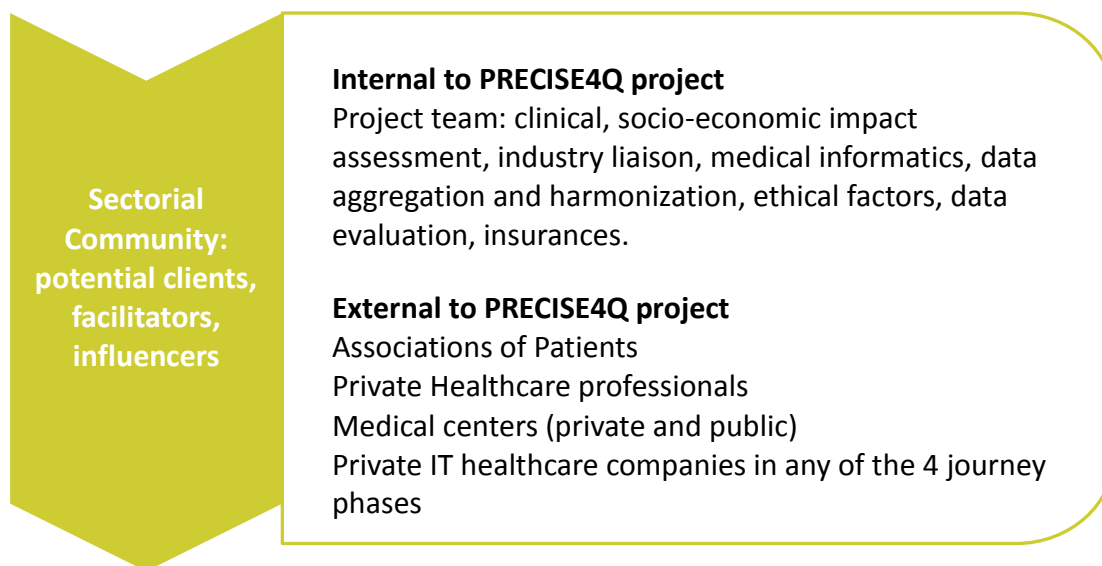 Sectorial
Community:
potential clients,
facilitators,
influencers
Internal to PRECISE4Q project
Project team: clinical, socio-economic impact
assessment, industry liaison, medical informatics, data
aggregation and harmonization, ethical factors, data
evaluation, insurances.
External to PRECISE4Q project
Associations of Patients
Private Healthcare professionals
Medical centers (private and public)
Private IT healthcare companies in any of the 4 journey
phases